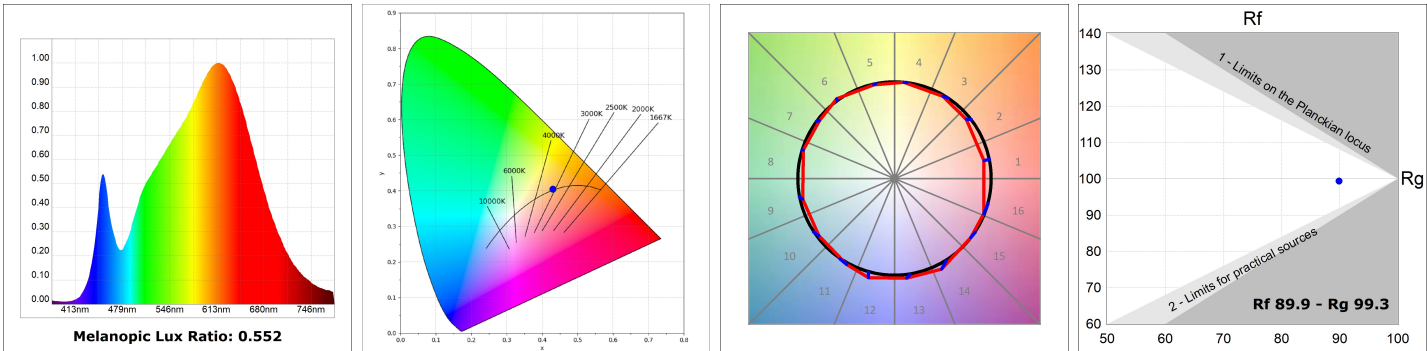 1.00
0.90
0.80
0.70
0.60
0.50
0.40
0.30
0.20
0.10
0.00
413nm 479nm 546nm 613nm 680nm 746nm
Melanopic Lux Ratio: 0.552
0.9
0.8
0.7
0.6
0.5
0.4
0.3
0.2
0.1
0.0
y
0.0 0.1 0.2 0.3 0.4 0.5 0.6 0.7 0.8
x
1667K
2000K
2500K
3000K
4000K
6000K
10000K
1
2
3
4
5
6
7
8
9
10
11
12
13
14
15
16
Rf
140
130
120
110
100
90
80
70
60
50 60 70 80 90 100
Rg
1 - Limits on the Planckian locus
2 - Limits for practical sources
Rf 89.9 - Rg 99.3